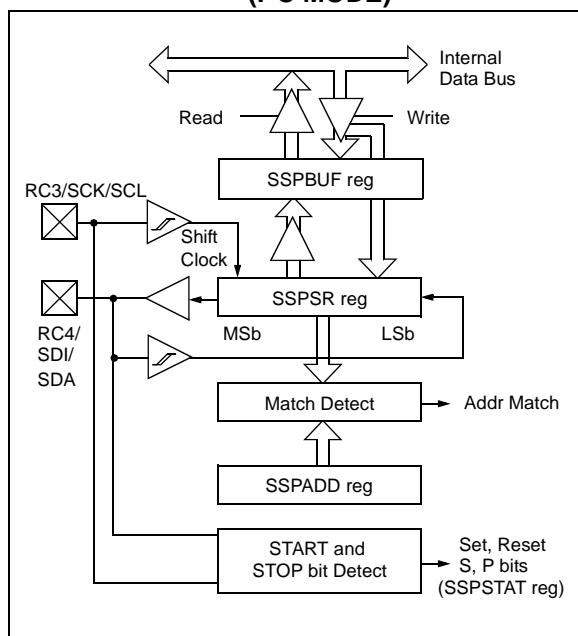 MODE)
Internal
Data Bus
Read
Write
SSPBUF reg
RC3/SCK/SCL
Shift
Clock
SSPSR reg
MSb
LSb
RC4/
SDI/
SDA
Match Detect
Addr Match
SSPADD reg
START and
STOP bit Detect
Set, Reset
S, P bits
(SSPSTAT reg)